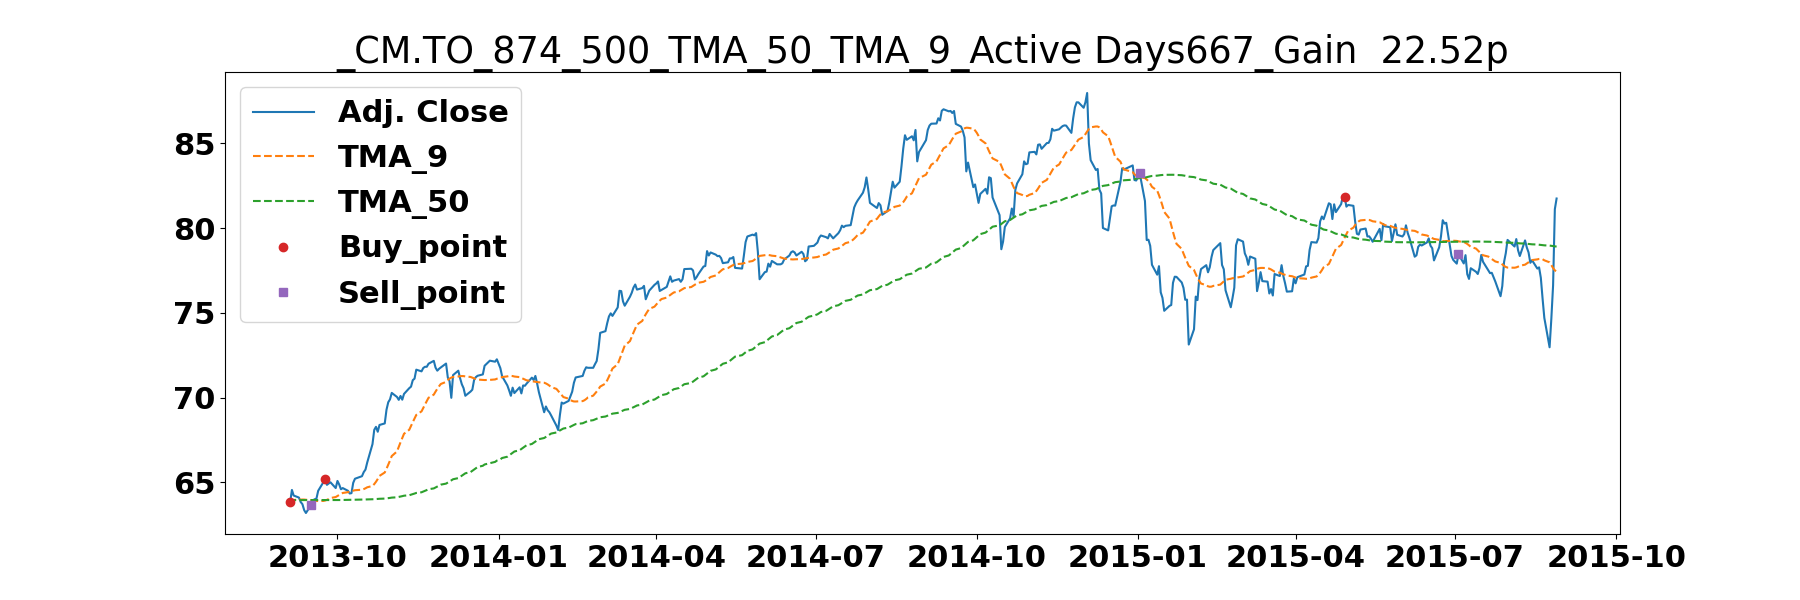 _CM.TO_874_500_TMA_50_TMA_9_Active Days667_Gain  22.52p
Adj. Close
TMA_9
TMA_50
Buy_point
Sell_point
85
80
75
70
65
2013-10 2014-01 2014-04 2014-07 2014-10 2015-01 2015-04 2015-07 2015-10